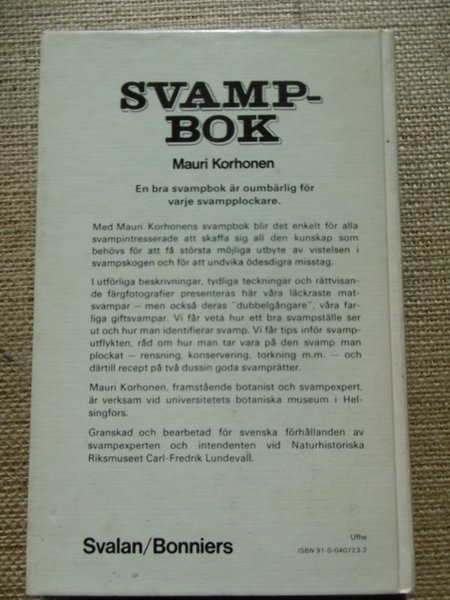 SVAMP-
BOK
Mauri Korhonen
En bra svampbok är oumbärlig för
varje svampplockare.
Med Mauri Korhonens svampbok blir det enkelt för alla
svampintresserade att skaffa sig all den kunskap som
behövs för att få största möjliga utbyte av vistelsen i
svampskogen och för att undvika ödesdigra misstag.
I utförliga beskrivningar, tydliga teckningar och rättvisan-
de färgfotografier presenteras här våra läckraste mat-
svampar — men också deras "dubbelgångare", våra far-
liga giftsvampar. Vi får veta hur ett bra svampställe ser
ut och hur man identifierar svamp. Vi får tips inför svamp-
utflykten, råd om hur man tar vara på den svamp man
plockat — rensning, konservering, torkning m.m. — och
därtill recept på två dussin goda svamprätter.
Mauri Korhonen, framstående botanist och svampexpert,
är verksam vid universitetets botaniska museum i Hel-
singfors.
Granskad och bearbetad för svenska förhållanden av
svampexperten och intendenten vid Naturhistoriska
Riksmuseet Carl-Fredrik Lundevall.
Ufhe
Svalan/Bonniers
ISBN 91-0-040723-2